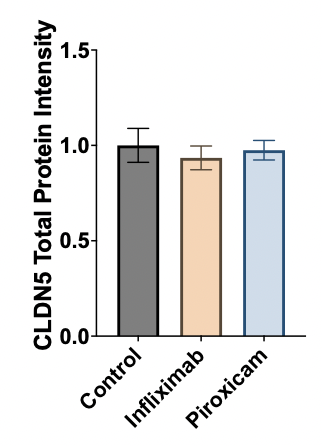 CLDN5 Total Protein Intensity
1.5
1.0
0.5
0.0
Control
Infliximab
Piroxicam